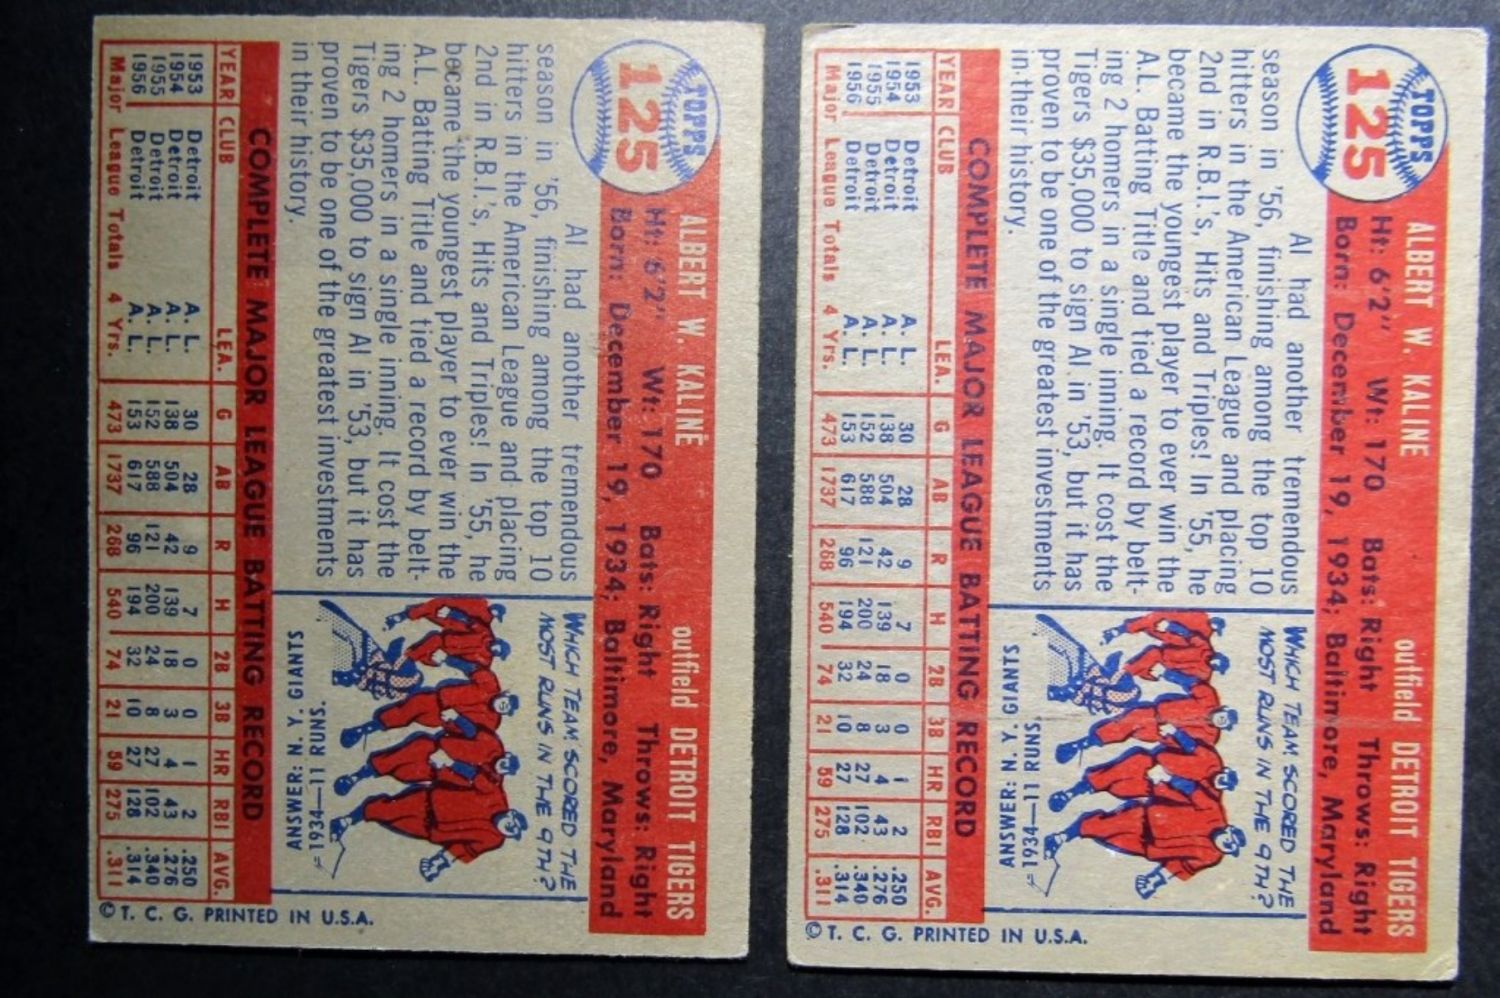 TOPPS
125
ALBERT W. KALINE outfield DETROIT TIGERS
Ht: 6'2" Wt: 170 Bats: Right Throws: Right
Born: December 19, 1934; Baltimore, Maryland
Al had another tremendous
season in '56, finishing among the top 10
hitters in the American League and placing
2nd in R.B.I.'s, Hits and Triples! In '55, he
became the youngest player to ever win the
A.L. Batting Title and tied a record by belt-
ing 2 homers in a single inning. It cost the
Tigers $35,000 to sign Al in '53, but it has
proven to be one of the greatest investments
in their history.
WHICH TEAM SCORED THE
MOST RUNS IN THE 9TH?
ANSWER: N. Y. GIANTS
=1934—11 RUNS.
COMPLETE MAJOR LEAGUE BATTING RECORD
YEAR CLUB LEA. G AB R H 2B 3B HR RBI AVG.
1953 Detroit A. L. 30 28 9 7 0 0 1 2 .250
1954 Detroit A. L. 138 504 42 139 18 3 4 43 .276
1955 Detroit A. L. 152 588 121 200 24 8 27 102 .340
1956 Detroit A. L. 153 617 96 194 32 10 27 128 .314
Major League Totals 4 Yrs. 473 1737 268 540 74 21 59 275 .311
© T. C. G. PRINTED IN U.S.A.
TOPPS
125
ALBERT W. KALINE outfield DETROIT TIGERS
Ht: 6'2" Wt: 170 Bats: Right Throws: Right
Born: December 19, 1934; Baltimore, Maryland
Al had another tremendous
season in '56, finishing among the top 10
hitters in the American League and placing
2nd in R.B.I.'s, Hits and Triples! In '55, he
became the youngest player to ever win the
A.L. Batting Title and tied a record by belt-
ing 2 homers in a single inning. It cost the
Tigers $35,000 to sign Al in '53, but it has
proven to be one of the greatest investments
in their history.
WHICH TEAM SCORED THE
MOST RUNS IN THE 9TH?
ANSWER: N. Y. GIANTS
=1934—11 RUNS.
COMPLETE MAJOR LEAGUE BATTING RECORD
YEAR CLUB LEA. G AB R H 2B 3B HR RBI AVG.
1953 Detroit A. L. 30 28 9 7 0 0 1 2 .250
1954 Detroit A. L. 138 504 42 139 18 3 4 43 .276
1955 Detroit A. L. 152 588 121 200 24 8 27 102 .340
1956 Detroit A. L. 153 617 96 194 32 10 27 128 .314
Major League Totals 4 Yrs. 473 1737 268 540 74 21 59 275 .311
© T. C. G. PRINTED IN U.S.A.